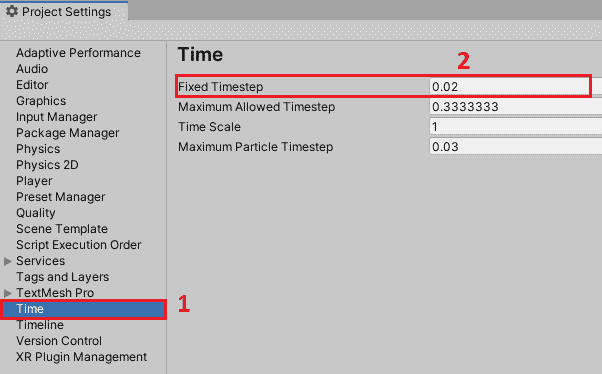 Project Settings
Adaptive Performance
Audio
Editor
Graphics
Input Manager
Package Manager
Physics
Physics 2D
Player
Preset Manager
Quality
Scene Template
Script Execution Order
Services
Tags and Layers
TextMesh Pro
Time
1
Timeline
Version Control
XR Plugin Management
Time
2
Fixed Timestep 0.02
Maximum Allowed Timestep 0.3333333
Time Scale 1
Maximum Particle Timestep 0.03